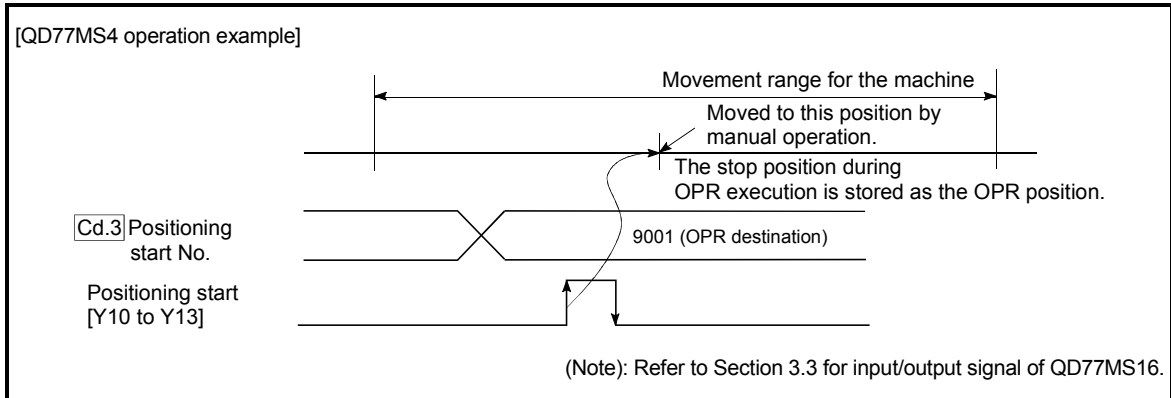 [QD77MS4 operation example]
Movement range for the machine
Moved to this position by
manual operation.
The stop position during
OPR execution is stored as the OPR position.
Cd.3 Positioning
start No.
9001 (OPR destination)
Positioning start
[Y10 to Y13]
(Note): Refer to Section 3.3 for input/output signal of QD77MS16.